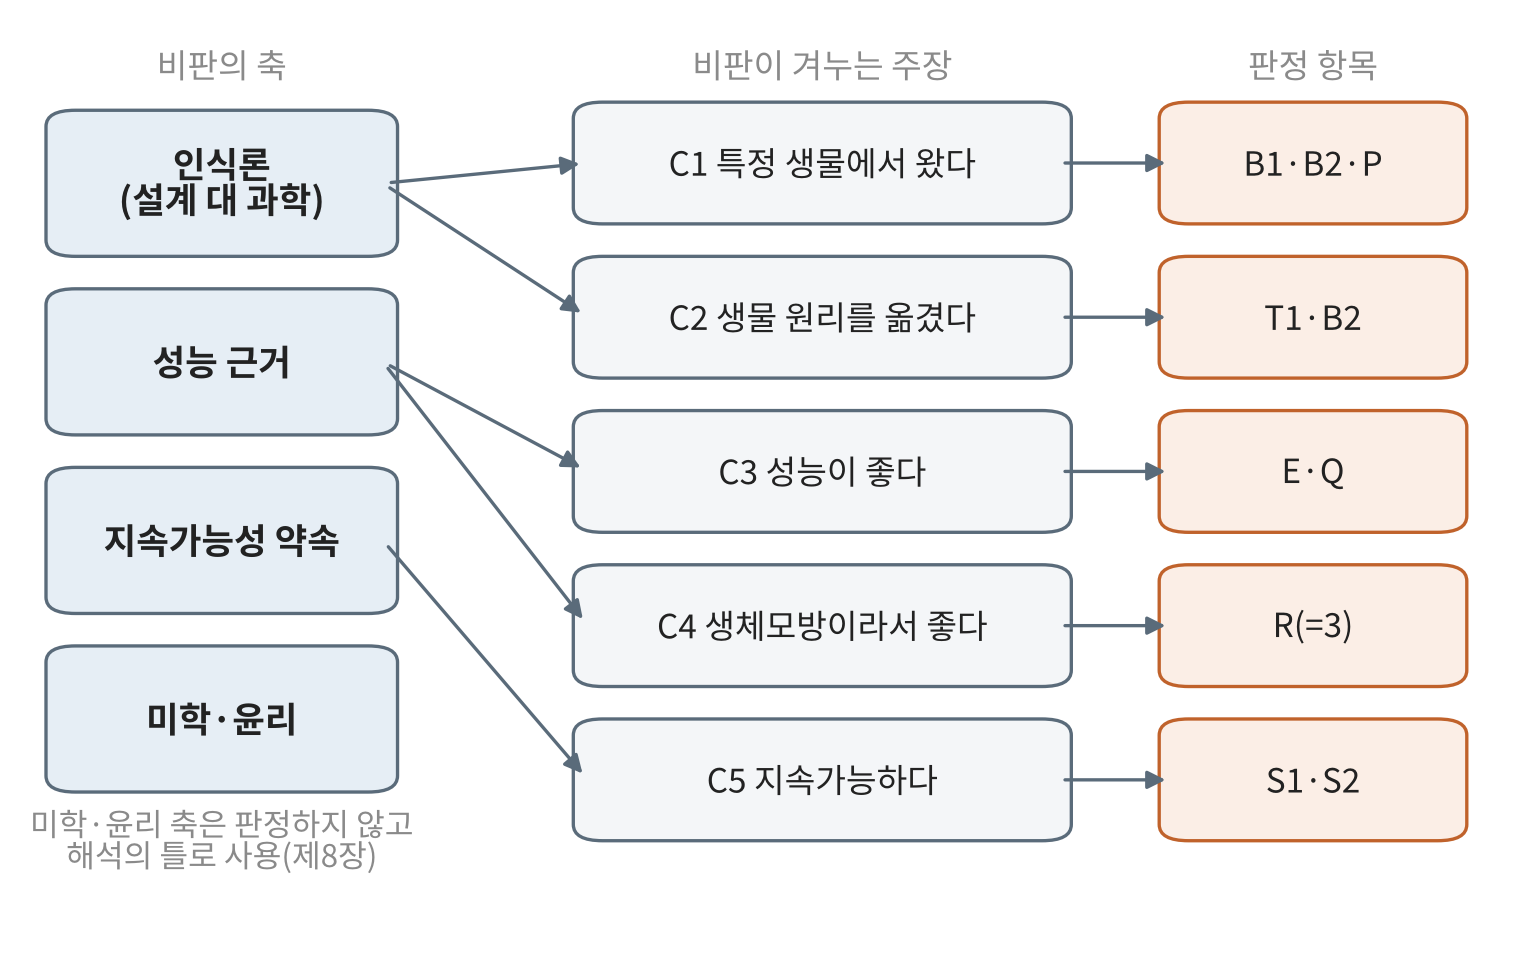 비판의 축
비판이 겨누는 주장
판정 항목
인식론
(설계 대 과학)
성능 근거
지속가능성 약속
미학·윤리
미학·윤리 축은 판정하지 않고
해석의 틀로 사용(제8장)
C1 특정 생물에서 왔다
C2 생물 원리를 옮겼다
C3 성능이 좋다
C4 생체모방이라서 좋다
C5 지속가능하다
B1·B2·P
T1·B2
E·Q
R(=3)
S1·S2